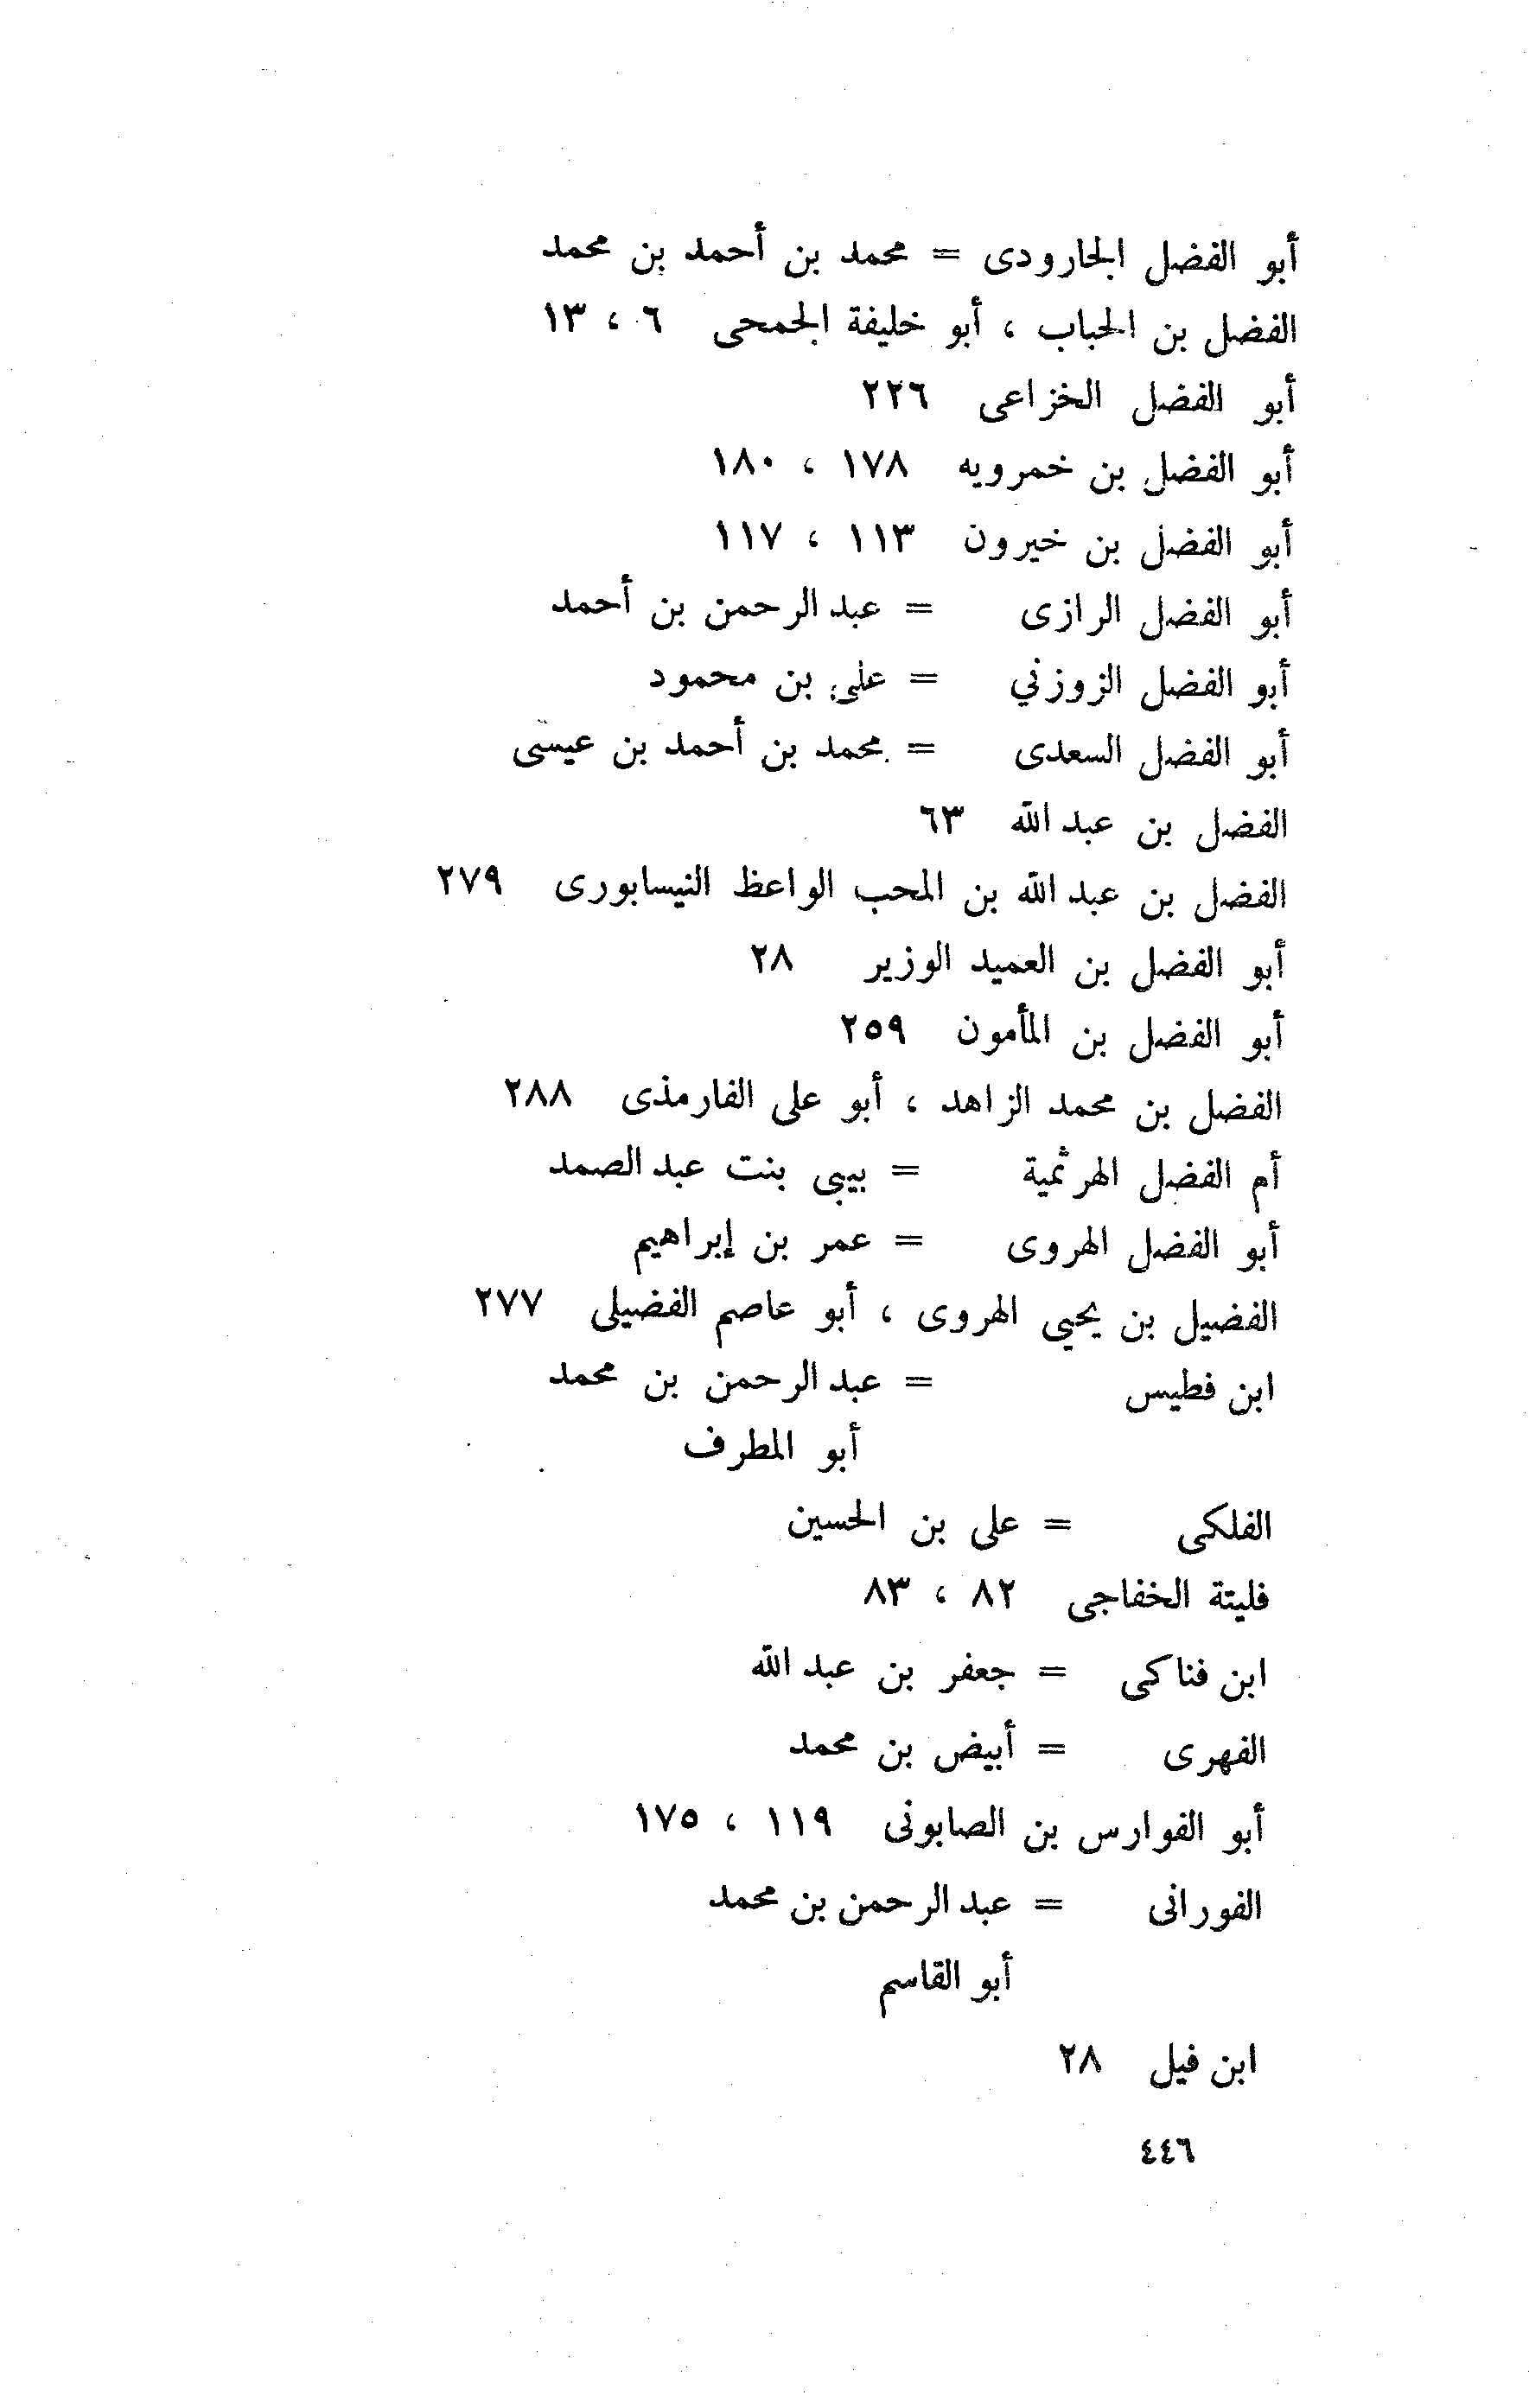 أبو الفضل الجارودى = محمد بن أحمد بن محمد
الفضل بن الحباب ، أبو خليفة الجمحى ٦ ، ١٣
أبو الفضل الخزاعى ٢٢٦
أبو الفضل بن خمرويه ١٧٨ ، ١٨٠
أبو الفضل بن خيرون ١١٣ ، ١١٧
أبو الفضل الرازى = عبد الرحمن بن أحمد
أبو الفضل الزوزني = على بن محمود
أبو الفضل السعدى = محمد بن أحمد بن عيسى
الفضل بن عبد الله ٦٣
الفضل بن عبد الله بن المحب الواعظ النيسابورى ٢٧٩
أبو الفضل بن العميد الوزير ٢٨
أبو الفضل بن المأمون ٢٥٩
الفضل بن محمد الزاهد ، أبو على الفارمذى ٢٨٨
أم الفضل الهرثمية = بيبى بنت عبد الصمد
أبو الفضل الهروى = عمر بن إبراهيم
الفضيل بن يحيى الهروى ، أبو عاصم الفضيلى ٢٧٧
ابن فطيس = عبد الرحمن بن محمد
أبو المطرف
الفلكى = على بن الحسين
فليتة الخفاجى ٨٢ ، ٨٣
ابن فناكى = جعفر بن عبد الله
الفهرى = أبيض بن محمد
أبو الفوارس بن الصابونى ١١٩ ، ١٧٥
الفورانى = عبد الرحمن بن محمد
أبو القاسم
ابن فيل ٢٨
٤٤٦